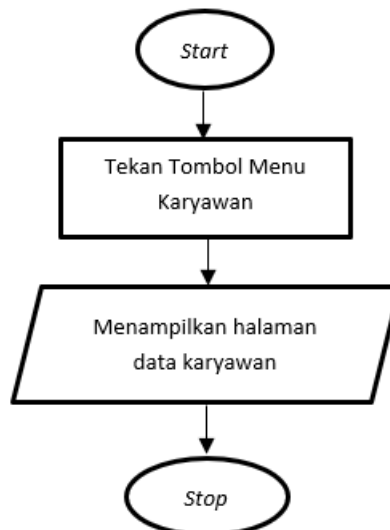 Start
Tekan Tombol Menu
Karyawan
Menampilkan halaman
data karyawan
Stop